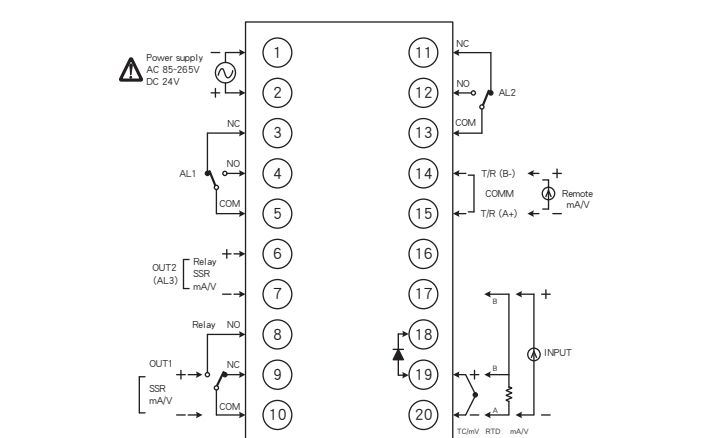 Power supply
AC 85-265V
DC 24V
− 1
+ 2
NC 3
AL1 NO 4
COM 5
OUT2 (AL3) Relay SSR mA/V + 6
− 7
Relay NO 8
OUT1 + NC 9
SSR mA/V − COM 10
11 NC
12 NO AL2
13 COM
14 T/R (B-) +
COMM Remote mA/V
15 T/R (A+) −
16
17 B +
18
A INPUT
19 + B
20 − A −
TC/mV RTD mA/V